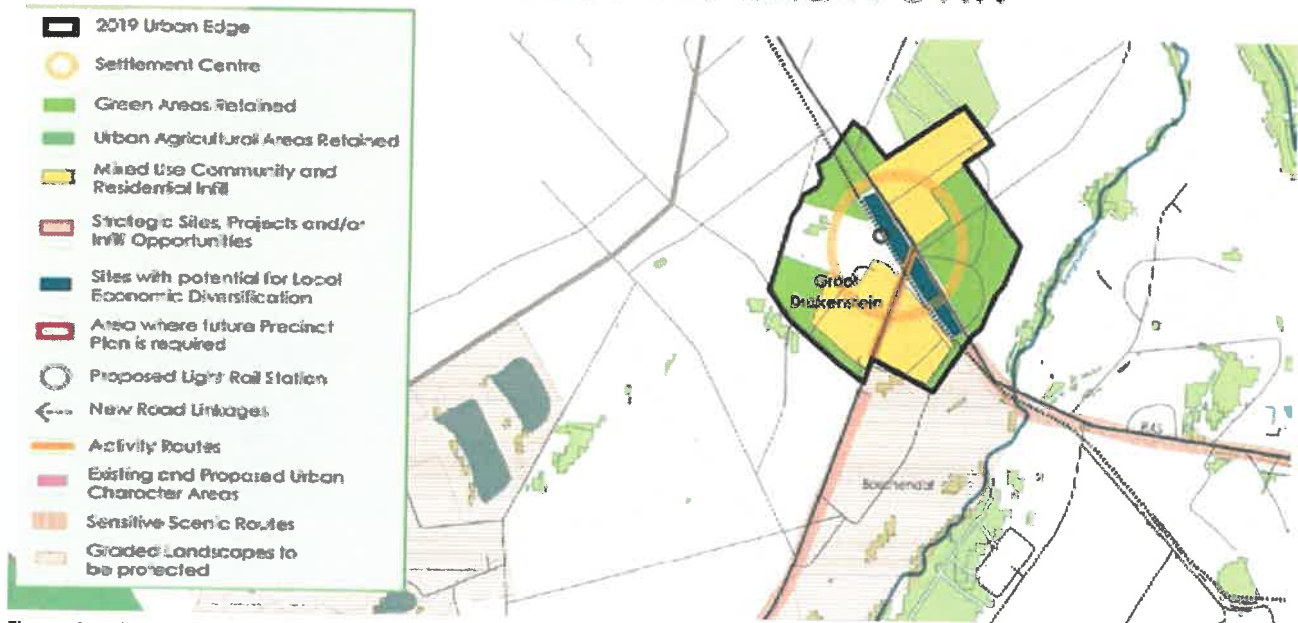 2019 Urban Edge
Settlement Centre
Green Areas Retained
Urban Agricultural Areas Retained
Mixed Use Community and
Residential Infill
Strategic Sites, Projects and/or
Infill Opportunities
Sites with potential for Local
Economic Diversification
Area where future Precinct
Plan is required
Proposed Light Rail Station
New Road Linkages
Activity Routes
Existing and Proposed Urban
Character Areas
Sensitive Scenic Routes
Graded Landscapes to
be protected
Groot
Drakenstein
Boschendal
R45